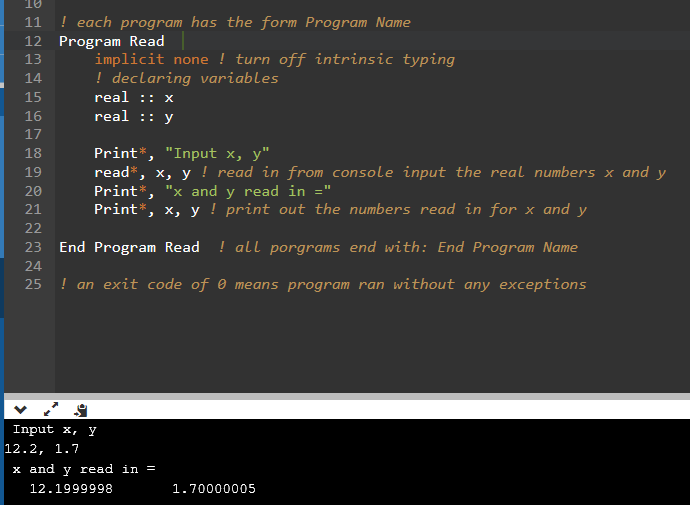 10
11 ! each program has the form Program Name
12 Program Read
13 implicit none ! turn off intrinsic typing
14 ! declaring variables
15 real :: x
16 real :: y
17
18 Print*, "Input x, y"
19 read*, x, y ! read in from console input the real numbers x and y
20 Print*, "x and y read in ="
21 Print*, x, y ! print out the numbers read in for x and y
22
23 End Program Read ! all porgrams end with: End Program Name
24
25 ! an exit code of 0 means program ran without any exceptions
Input x, y
12.2, 1.7
x and y read in =
12.1999998 1.70000005